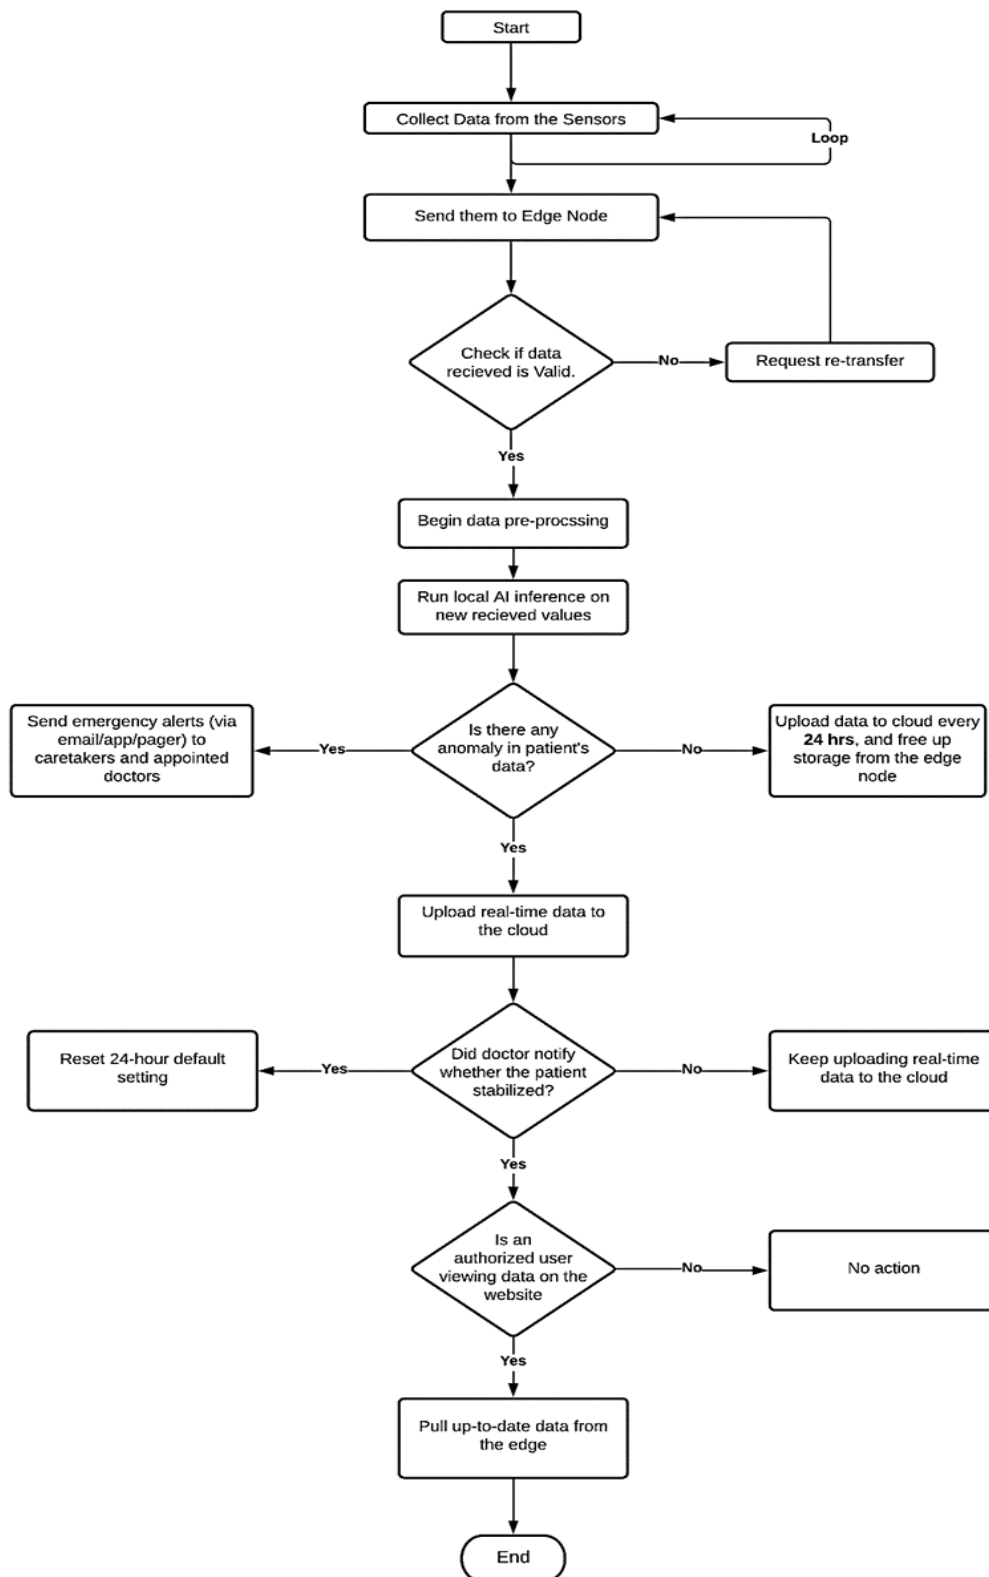 Start
Collect Data from the Sensors
Loop
Send them to Edge Node
Check if data
recieved is Valid.
No
Request re-transfer
Yes
Begin data pre-procssing
Run local AI inference on
new recieved values
Send emergency alerts (via
email/app/pager) to
caretakers and appointed
doctors
Yes
Is there any
anomaly in patient's
data?
No
Upload data to cloud every
24 hrs, and free up
storage from the edge
node
Yes
Upload real-time data to
the cloud
Reset 24-hour default
setting
Yes
Did doctor notify
whether the patient
stabilized?
No
Keep uploading real-time
data to the cloud
Yes
Is an
authorized user
viewing data on the
website
No
No action
Yes
Pull up-to-date data from
the edge
End